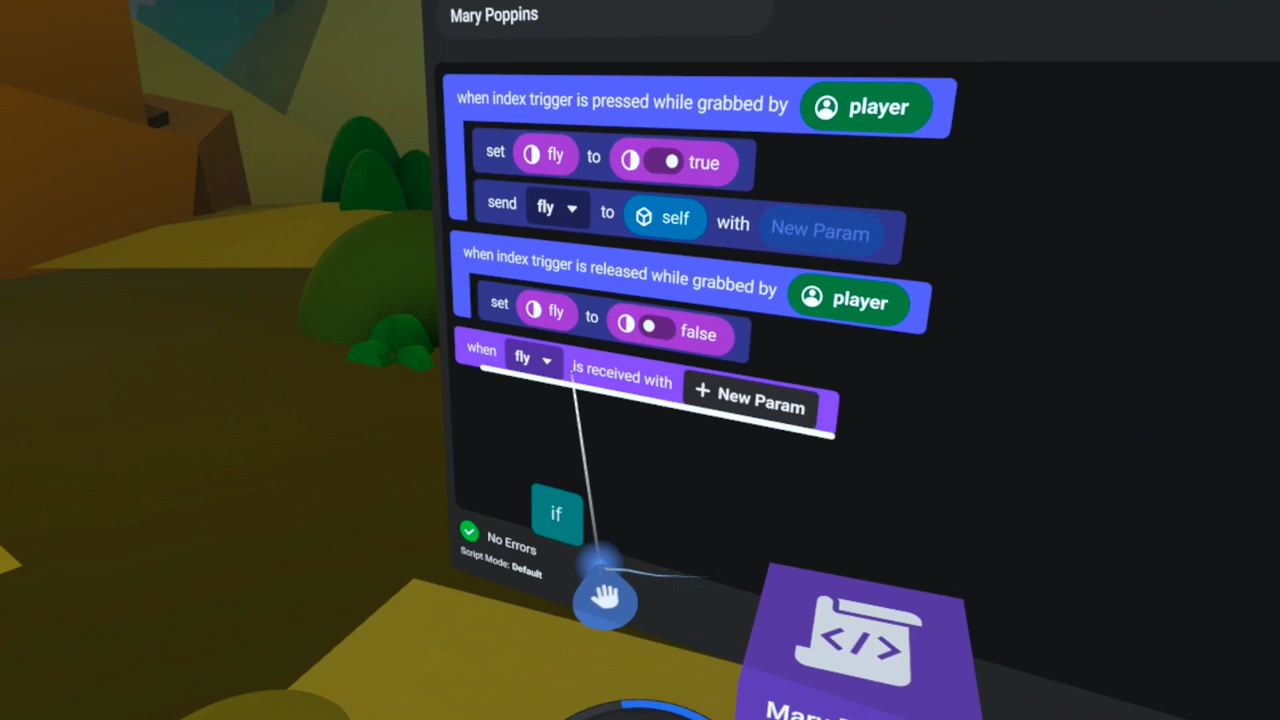 Mary Poppins
when index trigger is pressed while grabbed by player
set fly to true
send fly to self with New Param
when index trigger is released while grabbed by player
set fly to false
when fly is received with + New Param
if
No Errors
Script Mode: Default